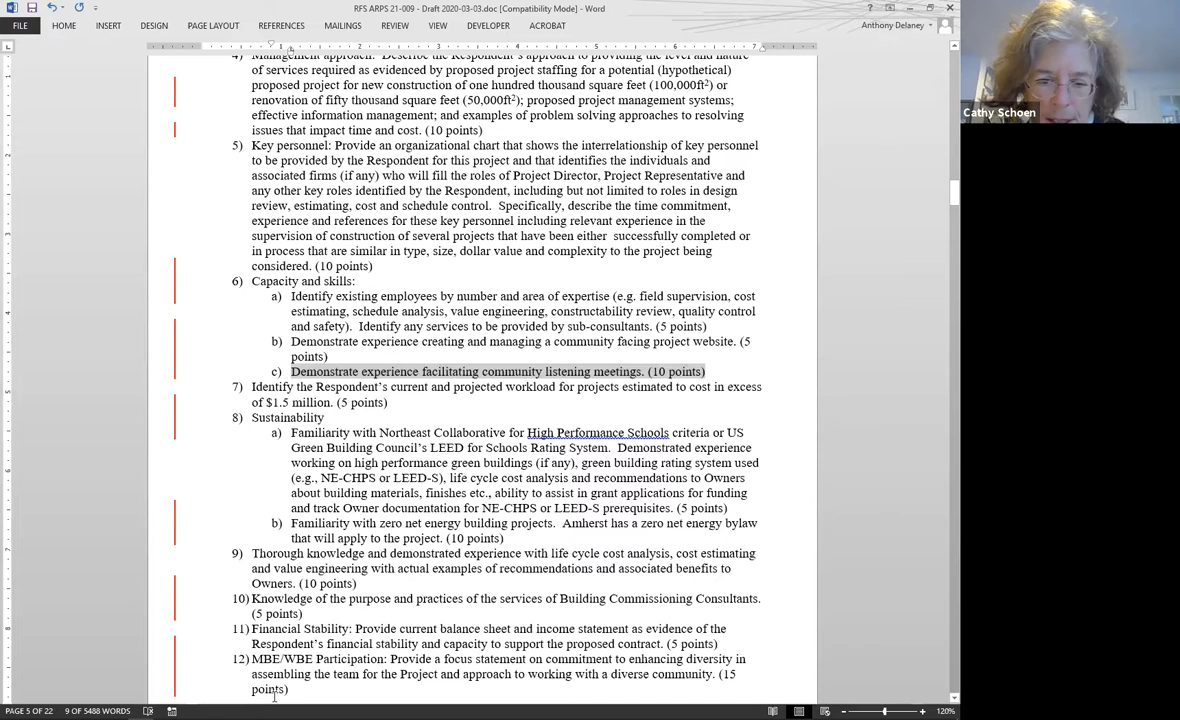 RFS ARPS 21-009 - Draft 2020-03-03.doc [Compatibility Mode] - Word
FILE HOME INSERT DESIGN PAGE LAYOUT REFERENCES MAILINGS REVIEW VIEW DEVELOPER ACROBAT Anthony Delaney
4) Management approach: Describe the Respondent's approach to providing the level and nature
of services required as evidenced by proposed project staffing for a potential (hypothetical)
proposed project for new construction of one hundred thousand square feet (100,000ft²) or
renovation of fifty thousand square feet (50,000ft²); proposed project management systems;
effective information management; and examples of problem solving approaches to resolving
issues that impact time and cost. (10 points)
5) Key personnel: Provide an organizational chart that shows the interrelationship of key personnel
to be provided by the Respondent for this project and that identifies the individuals and
associated firms (if any) who will fill the roles of Project Director, Project Representative and
any other key roles identified by the Respondent, including but not limited to roles in design
review, estimating, cost and schedule control.  Specifically, describe the time commitment,
experience and references for these key personnel including relevant experience in the
supervision of construction of several projects that have been either  successfully completed or
in process that are similar in type, size, dollar value and complexity to the project being
considered. (10 points)
6) Capacity and skills:
a) Identify existing employees by number and area of expertise (e.g. field supervision, cost
estimating, schedule analysis, value engineering, constructability review, quality control
and safety).  Identify any services to be provided by sub-consultants. (5 points)
b) Demonstrate experience creating and managing a community facing project website. (5
points)
c) Demonstrate experience facilitating community listening meetings. (10 points)
7) Identify the Respondent's current and projected workload for projects estimated to cost in excess
of $1.5 million. (5 points)
8) Sustainability
a) Familiarity with Northeast Collaborative for High Performance Schools criteria or US
Green Building Council's LEED for Schools Rating System.  Demonstrated experience
working on high performance green buildings (if any), green building rating system used
(e.g., NE-CHPS or LEED-S), life cycle cost analysis and recommendations to Owners
about building materials, finishes etc., ability to assist in grant applications for funding
and track Owner documentation for NE-CHPS or LEED-S prerequisites. (5 points)
b) Familiarity with zero net energy building projects.  Amherst has a zero net energy bylaw
that will apply to the project. (10 points)
9) Thorough knowledge and demonstrated experience with life cycle cost analysis, cost estimating
and value engineering with actual examples of recommendations and associated benefits to
Owners. (10 points)
10) Knowledge of the purpose and practices of the services of Building Commissioning Consultants.
(5 points)
11) Financial Stability: Provide current balance sheet and income statement as evidence of the
Respondent's financial stability and capacity to support the proposed contract. (5 points)
12) MBE/WBE Participation: Provide a focus statement on commitment to enhancing diversity in
assembling the team for the Project and approach to working with a diverse community. (15
points)
PAGE 5 OF 22 9 OF 5488 WORDS 120%
Cathy Schoen